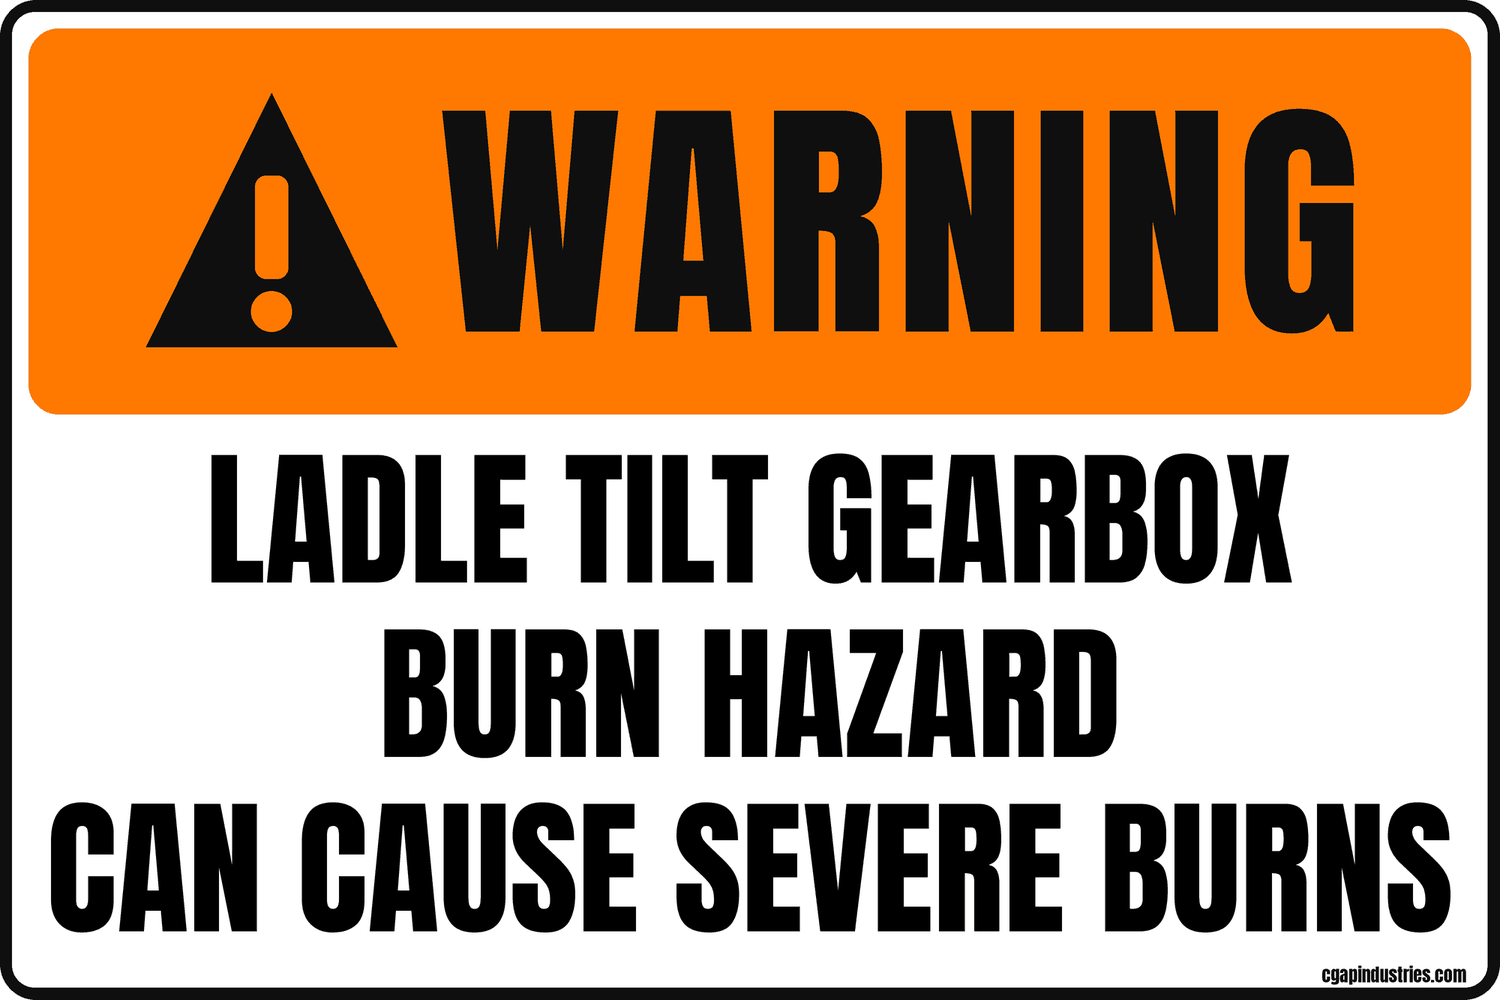 WARNING
LADLE TILT GEARBOX
BURN HAZARD
CAN CAUSE SEVERE BURNS
cgapindustries.com